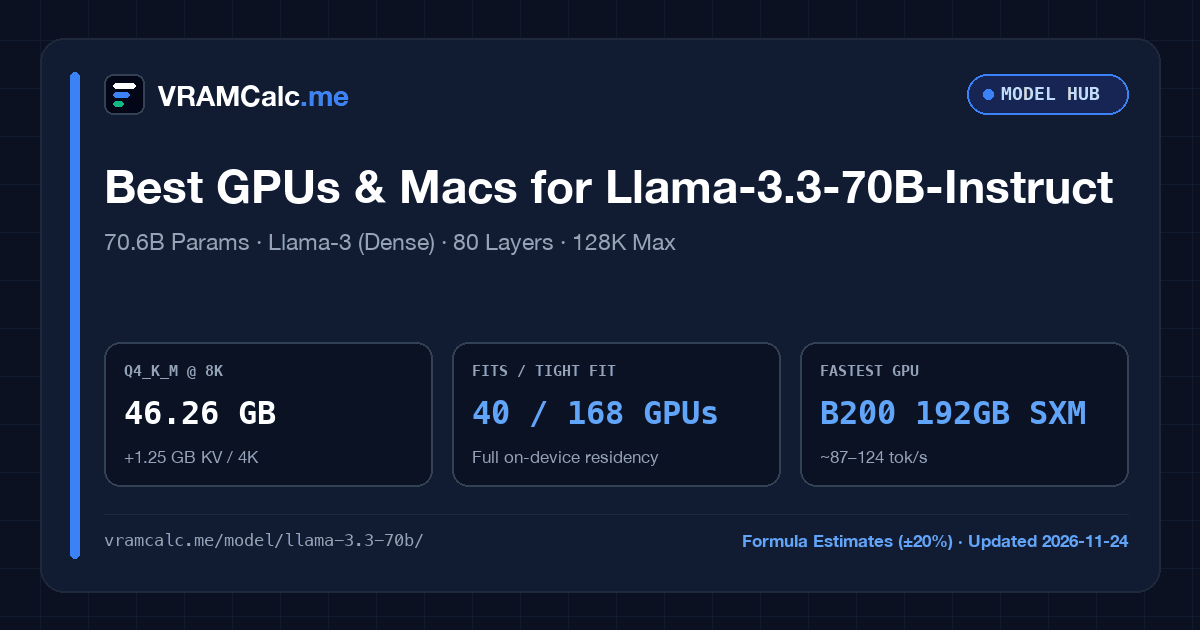 VRAMCalc.me
MODEL HUB
Best GPUs & Macs for Llama-3.3-70B-Instruct
70.6B Params · Llama-3 (Dense) · 80 Layers · 128K Max
Q4_K_M @ 8K
46.26 GB
+1.25 GB KV / 4K
FITS / TIGHT FIT
40 / 168 GPUs
Full on-device residency
FASTEST GPU
B200 192GB SXM
~87–124 tok/s
vramcalc.me/model/llama-3.3-70b/
Formula Estimates (±20%) · Updated 2026-11-24